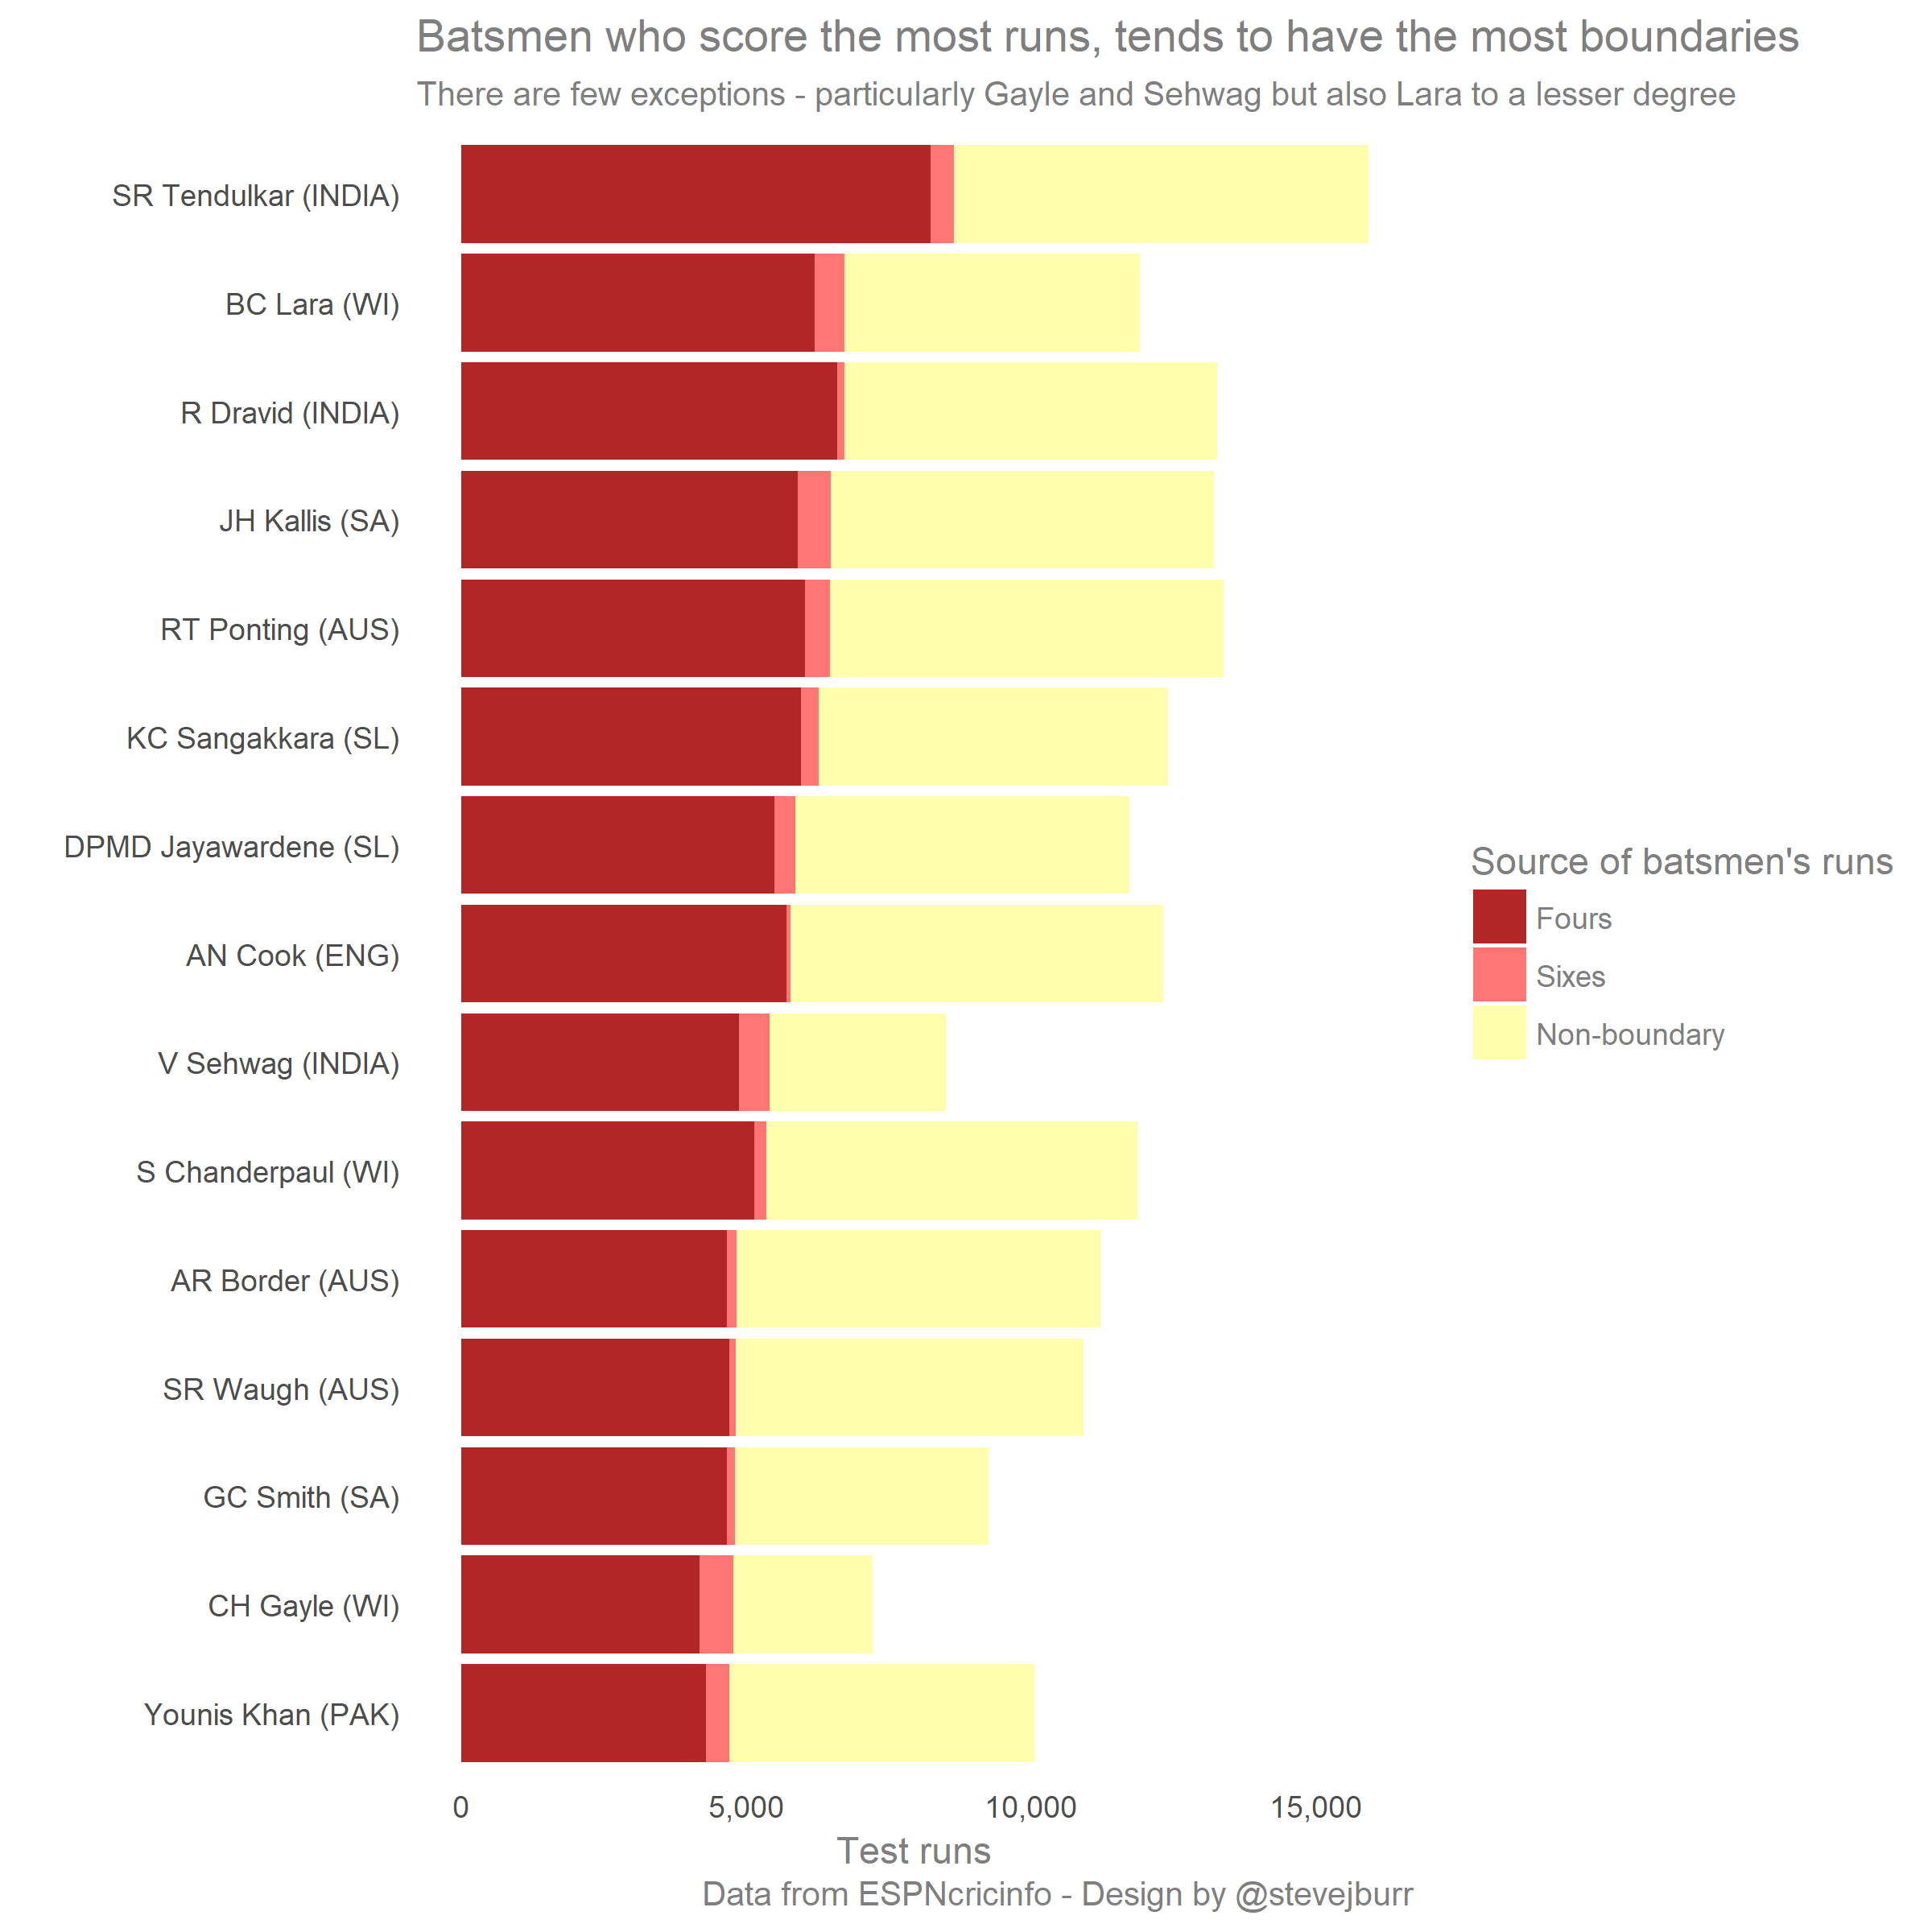 Batsmen who score the most runs, tends to have the most boundaries
There are few exceptions - particularly Gayle and Sehwag but also Lara to a lesser degree
SR Tendulkar (INDIA)
BC Lara (WI)
R Dravid (INDIA)
JH Kallis (SA)
RT Ponting (AUS)
KC Sangakkara (SL)
DPMD Jayawardene (SL)
AN Cook (ENG)
V Sehwag (INDIA)
S Chanderpaul (WI)
AR Border (AUS)
SR Waugh (AUS)
GC Smith (SA)
CH Gayle (WI)
Younis Khan (PAK)
Source of batsmen's runs
Fours
Sixes
Non-boundary
0 5,000 10,000 15,000
Test runs
Data from ESPNcricinfo - Design by @stevejburr